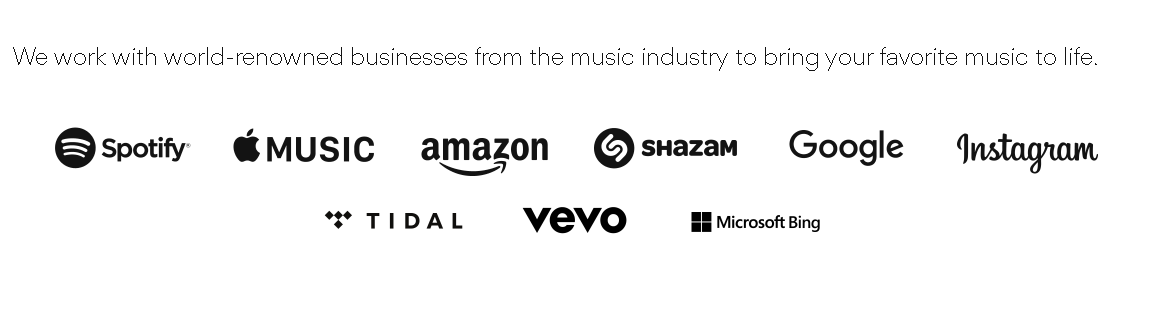 We work with world-renowned businesses from the music industry to bring your favorite music to life.
Spotify® MUSIC amazon SHAZAM Google Instagram
TIDAL vevo Microsoft Bing